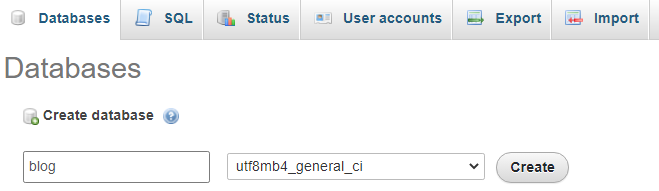 Databases SQL Status User accounts Export Import
Databases
Create database
blog utf8mb4_general_ci Create